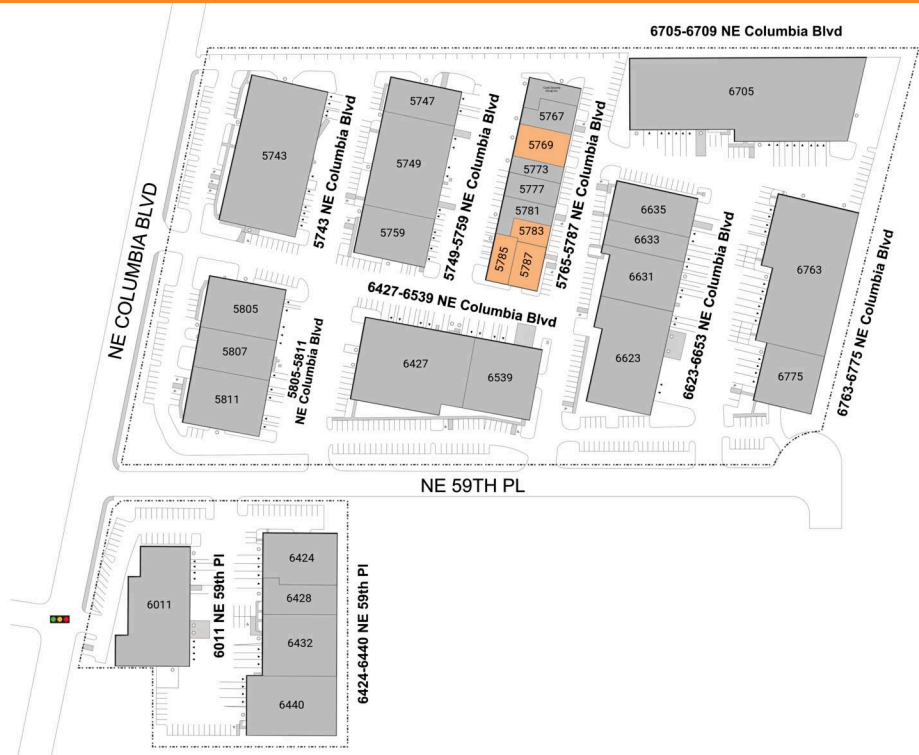 6705-6709 NE Columbia Blvd
6705
5743
5743 NE Columbia Blvd
5747
5749
5759
5749-5759 NE Columbia Blvd
5767
5769
5773
5777
5781
5783
5785
5787
5765-5787 NE Columbia Blvd
6635
6633
6631
6623
6623-6653 NE Columbia Blvd
6763
6775
6763-6775 NE Columbia Blvd
NE COLUMBIA BLVD
5805
5807
5811
5805-5811
NE Columbia Blvd
6427-6539 NE Columbia Blvd
6427
6539
NE 59TH PL
6011
6011 NE 59th Pl
6424
6428
6432
6440
6424-6440 NE 59th Pl